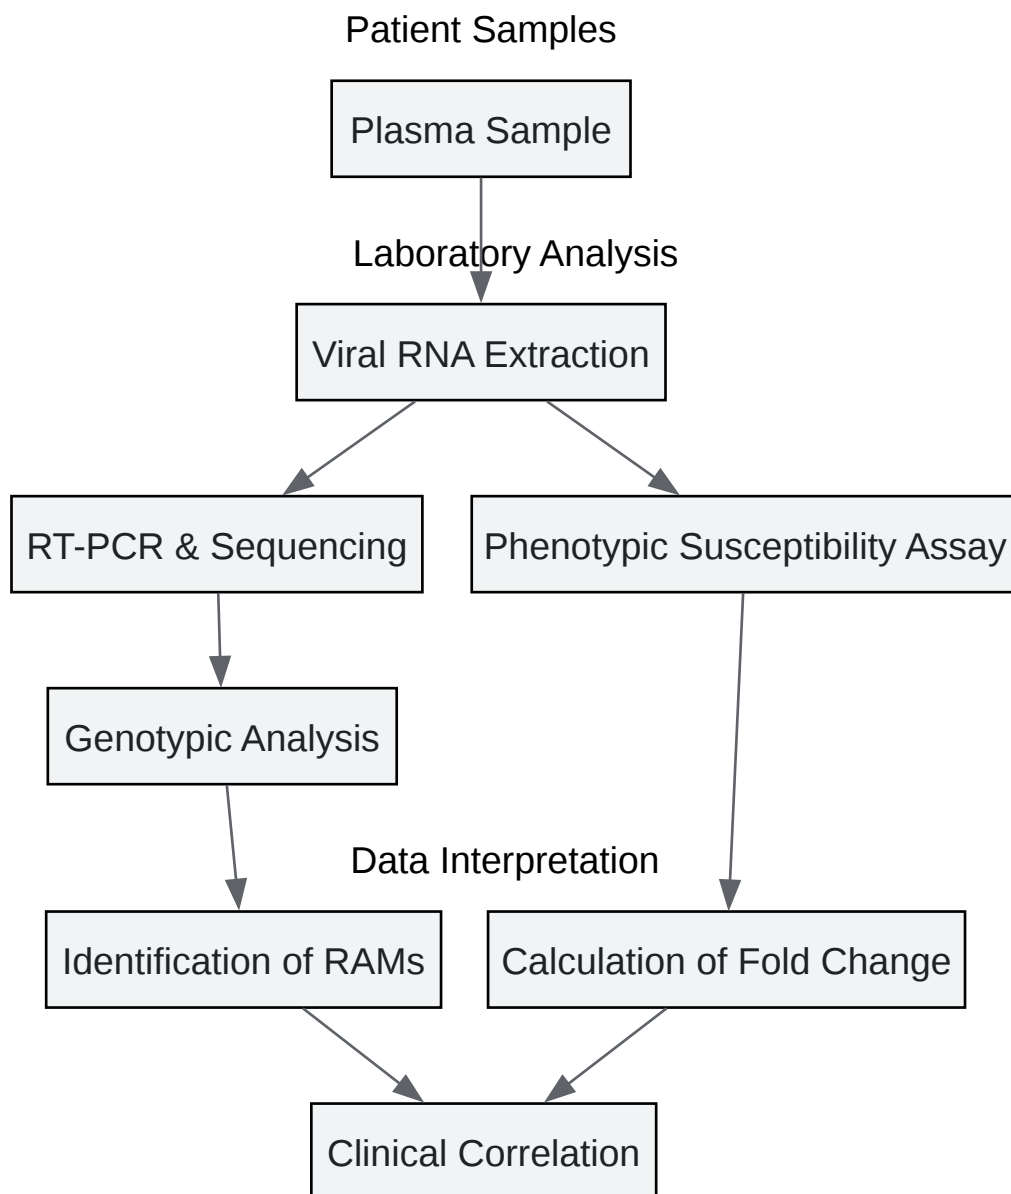 Patient Samples
Plasma Sample
Laboratory Analysis
Viral RNA Extraction
RT-PCR & Sequencing
Phenotypic Susceptibility Assay
Genotypic Analysis
Data Interpretation
Identification of RAMs
Calculation of Fold Change
Clinical Correlation